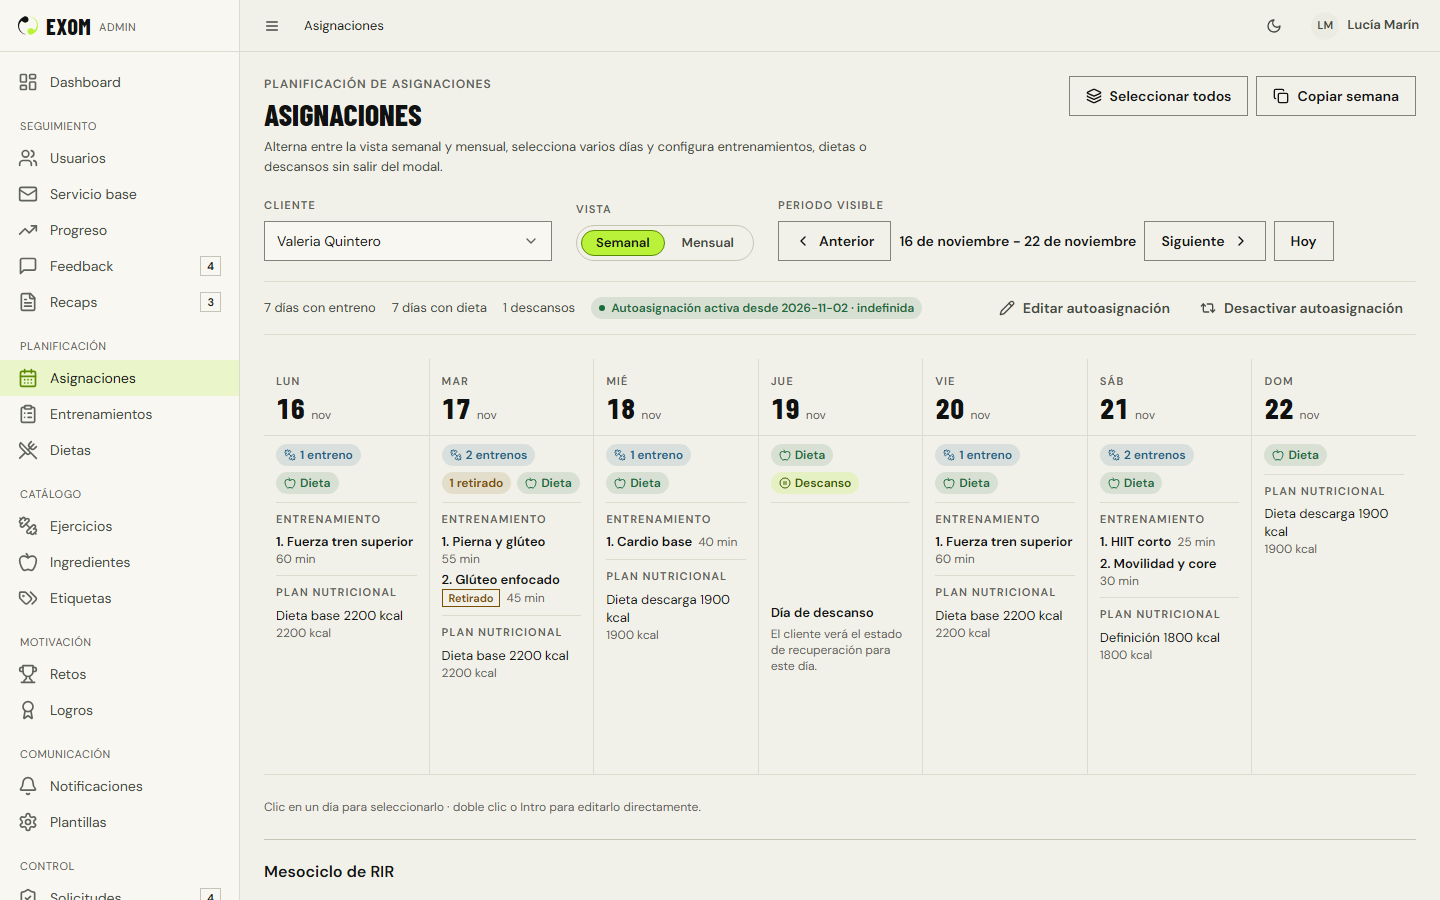 EXOM ADMIN
Asignaciones
LM Lucía Marín
Dashboard
SEGUIMIENTO
Usuarios
Servicio base
Progreso
Feedback 4
Recaps 3
PLANIFICACIÓN
Asignaciones
Entrenamientos
Dietas
CATÁLOGO
Ejercicios
Ingredientes
Etiquetas
MOTIVACIÓN
Retos
Logros
COMUNICACIÓN
Notificaciones
Plantillas
CONTROL
Solicitudes 4
PLANIFICACIÓN DE ASIGNACIONES
ASIGNACIONES
Alterna entre la vista semanal y mensual, selecciona varios días y configura entrenamientos, dietas o
descansos sin salir del modal.
Seleccionar todos
Copiar semana
CLIENTE
Valeria Quintero
VISTA
Semanal Mensual
PERIODO VISIBLE
Anterior 16 de noviembre - 22 de noviembre Siguiente Hoy
7 días con entreno 7 días con dieta 1 descansos Autoasignación activa desde 2026-11-02 · indefinida
Editar autoasignación Desactivar autoasignación
LUN
16 nov
1 entreno
Dieta
ENTRENAMIENTO
1. Fuerza tren superior
60 min
PLAN NUTRICIONAL
Dieta base 2200 kcal
2200 kcal
MAR
17 nov
2 entrenos
1 retirado Dieta
ENTRENAMIENTO
1. Pierna y glúteo
55 min
2. Glúteo enfocado
Retirado 45 min
PLAN NUTRICIONAL
Dieta base 2200 kcal
2200 kcal
MIÉ
18 nov
1 entreno
Dieta
ENTRENAMIENTO
1. Cardio base 40 min
PLAN NUTRICIONAL
Dieta descarga 1900
kcal
1900 kcal
JUE
19 nov
Dieta
Descanso
Día de descanso
El cliente verá el estado
de recuperación para
este día.
VIE
20 nov
1 entreno
Dieta
ENTRENAMIENTO
1. Fuerza tren superior
60 min
PLAN NUTRICIONAL
Dieta base 2200 kcal
2200 kcal
SÁB
21 nov
2 entrenos
Dieta
ENTRENAMIENTO
1. HIIT corto 25 min
2. Movilidad y core
30 min
PLAN NUTRICIONAL
Definición 1800 kcal
1800 kcal
DOM
22 nov
Dieta
PLAN NUTRICIONAL
Dieta descarga 1900
kcal
1900 kcal
Clic en un día para seleccionarlo · doble clic o Intro para editarlo directamente.
Mesociclo de RIR